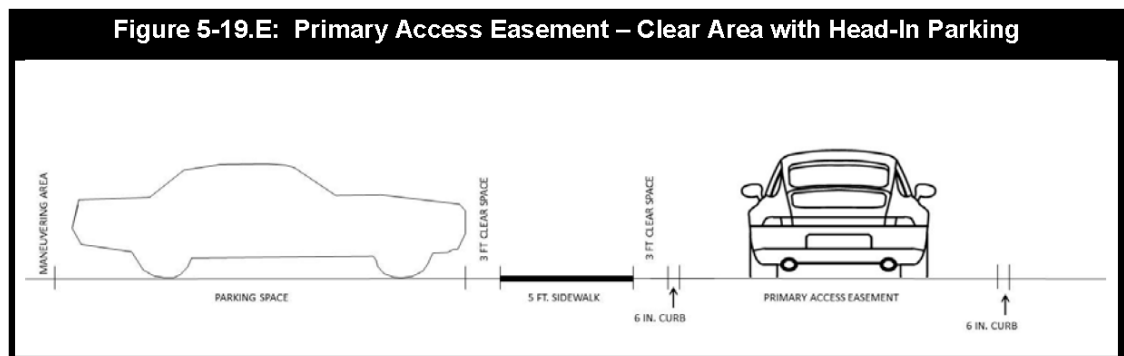 Figure 5-19.E: Primary Access Easement – Clear Area with Head-In Parking
MANEUVERING AREA
3 FT CLEAR SPACE
3 FT CLEAR SPACE
PARKING SPACE
5 FT. SIDEWALK
6 IN. CURB
PRIMARY ACCESS EASEMENT
6 IN. CURB